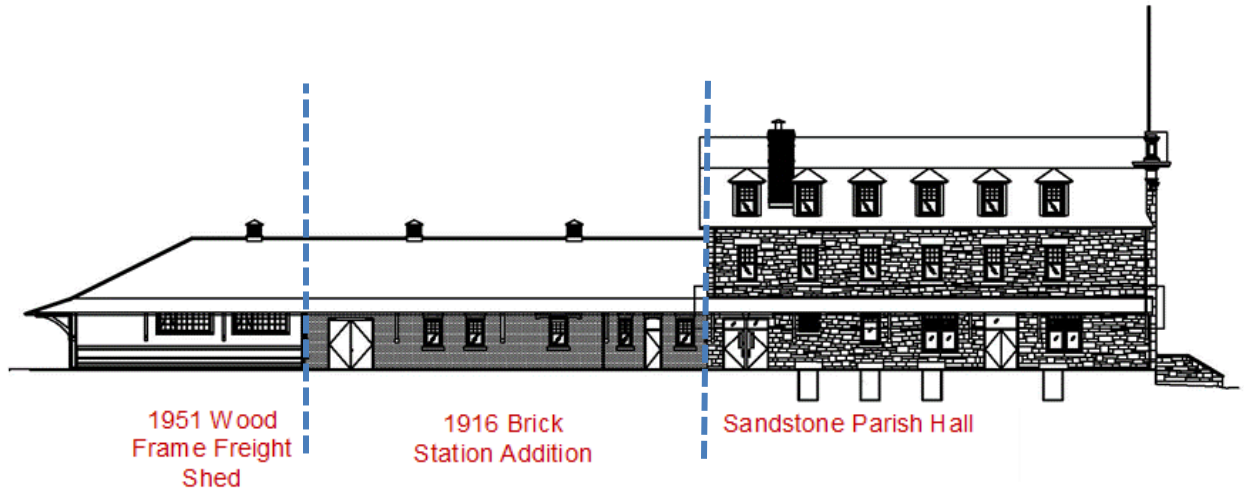 1951 Wood
Frame Freight
Shed
1916 Brick
Station Addition
Sandstone Parish Hall